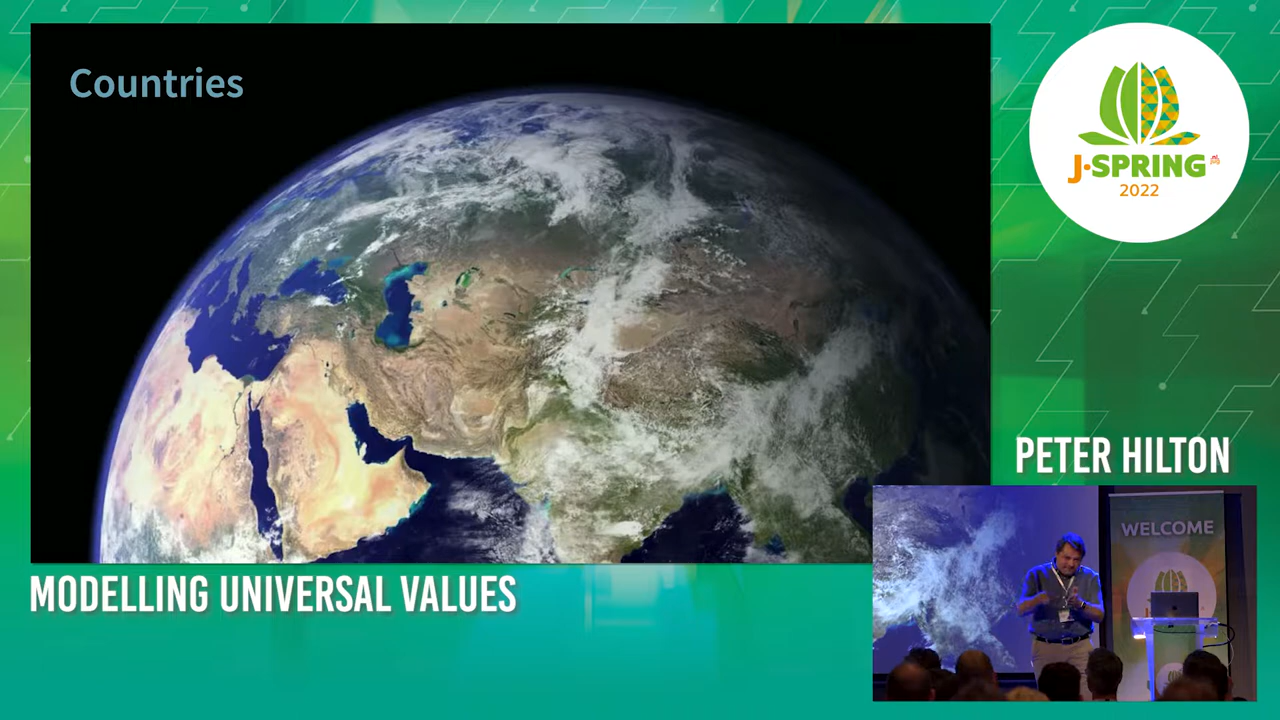 Countries
J-SPRING
2022
PETER HILTON
WELCOME
MODELLING UNIVERSAL VALUES